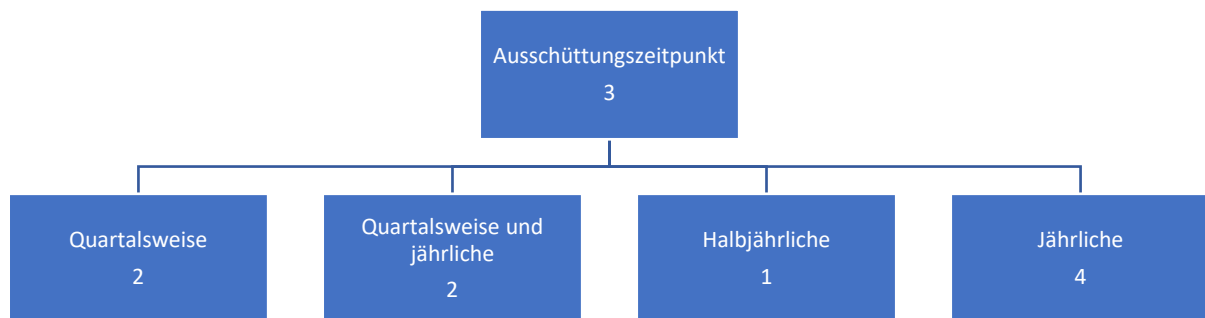 Ausschüttungszeitpunkt
3
Quartalsweise
2
Quartalsweise und
jährliche
2
Halbjährliche
1
Jährliche
4